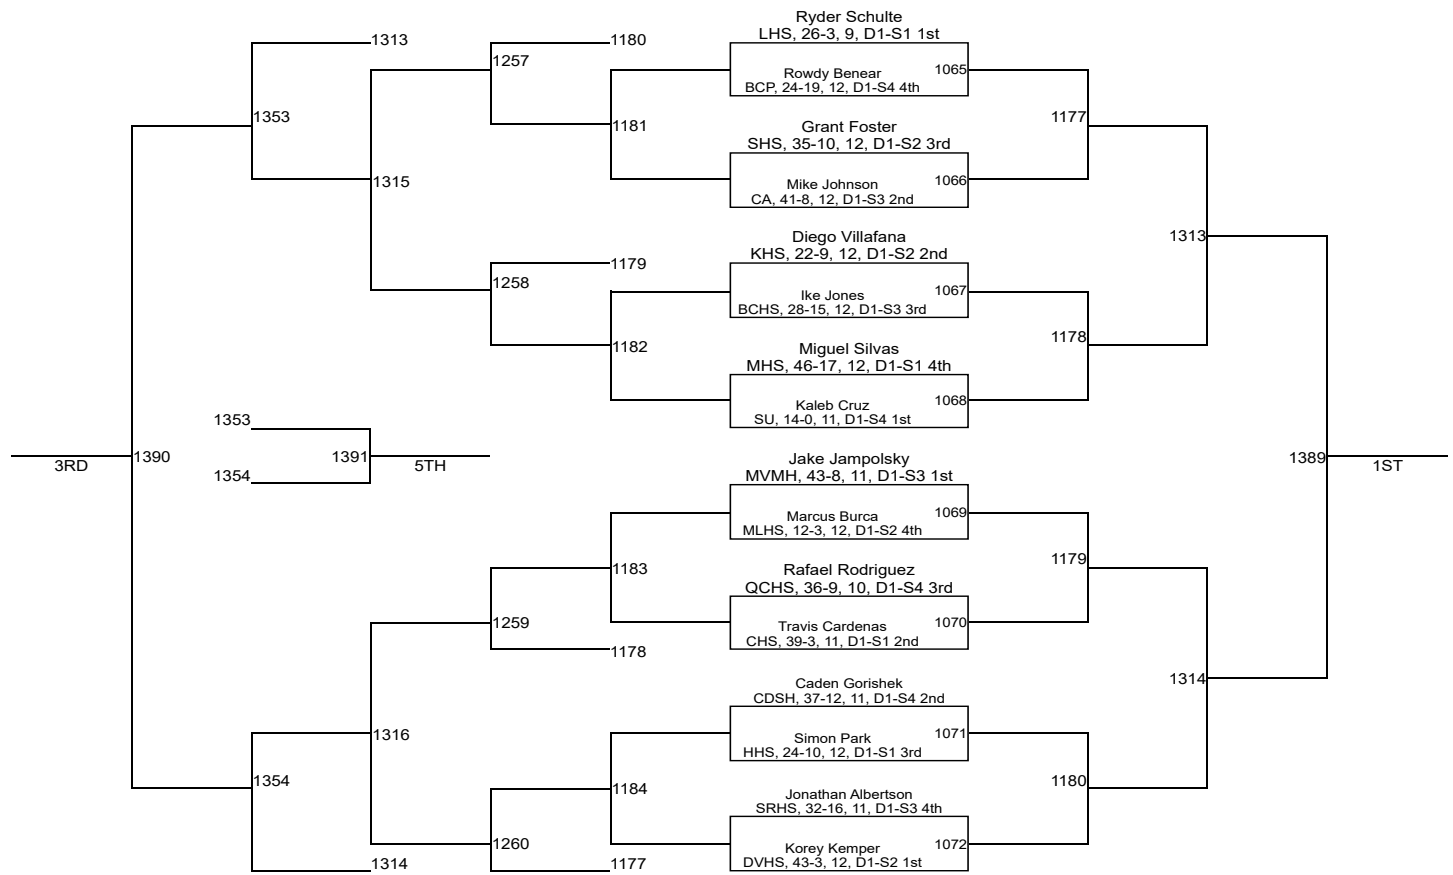 Ryder Schulte
LHS, 26-3, 9, D1-S1 1st
1313
1180
1257
Rowdy Benear
BCP, 24-19, 12, D1-S4 4th
1065
1353
1181
1177
Grant Foster
SHS, 35-10, 12, D1-S2 3rd
1315
Mike Johnson
CA, 41-8, 12, D1-S3 2nd
1066
Diego Villafana
KHS, 22-9, 12, D1-S2 2nd
1313
1179
1258
Ike Jones
BCHS, 28-15, 12, D1-S3 3rd
1067
1182
1178
Miguel Silvas
MHS, 46-17, 12, D1-S1 4th
Kaleb Cruz
SU, 14-0, 11, D1-S4 1st
1068
1353
3RD
1390
1391
5TH
1354
Jake Jampolsky
MVMH, 43-8, 11, D1-S3 1st
1389
1ST
Marcus Burca
MLHS, 12-3, 12, D1-S2 4th
1069
1183
1179
Rafael Rodriguez
QCHS, 36-9, 10, D1-S4 3rd
1259
Travis Cardenas
CHS, 39-3, 11, D1-S1 2nd
1070
1178
Caden Gorishek
CDSH, 37-12, 11, D1-S4 2nd
1314
1316
Simon Park
HHS, 24-10, 12, D1-S1 3rd
1071
1354
1184
1180
Jonathan Albertson
SRHS, 32-16, 11, D1-S3 4th
1260
Korey Kemper
DVHS, 43-3, 12, D1-S2 1st
1072
1314
1177